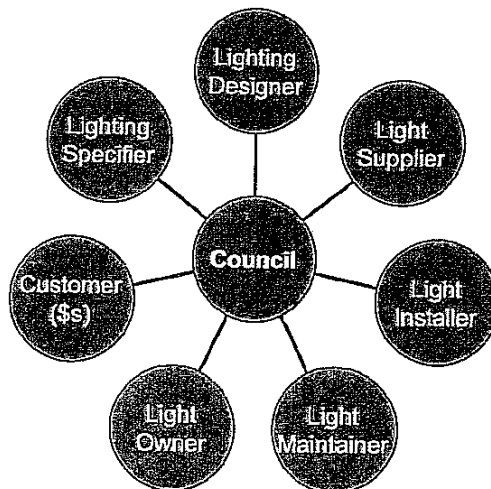 Lighting
Designer
Lighting
Specifier
Light
Supplier
Council
Customer
($s)
Light
Installer
Light
Owner
Light
Maintainer